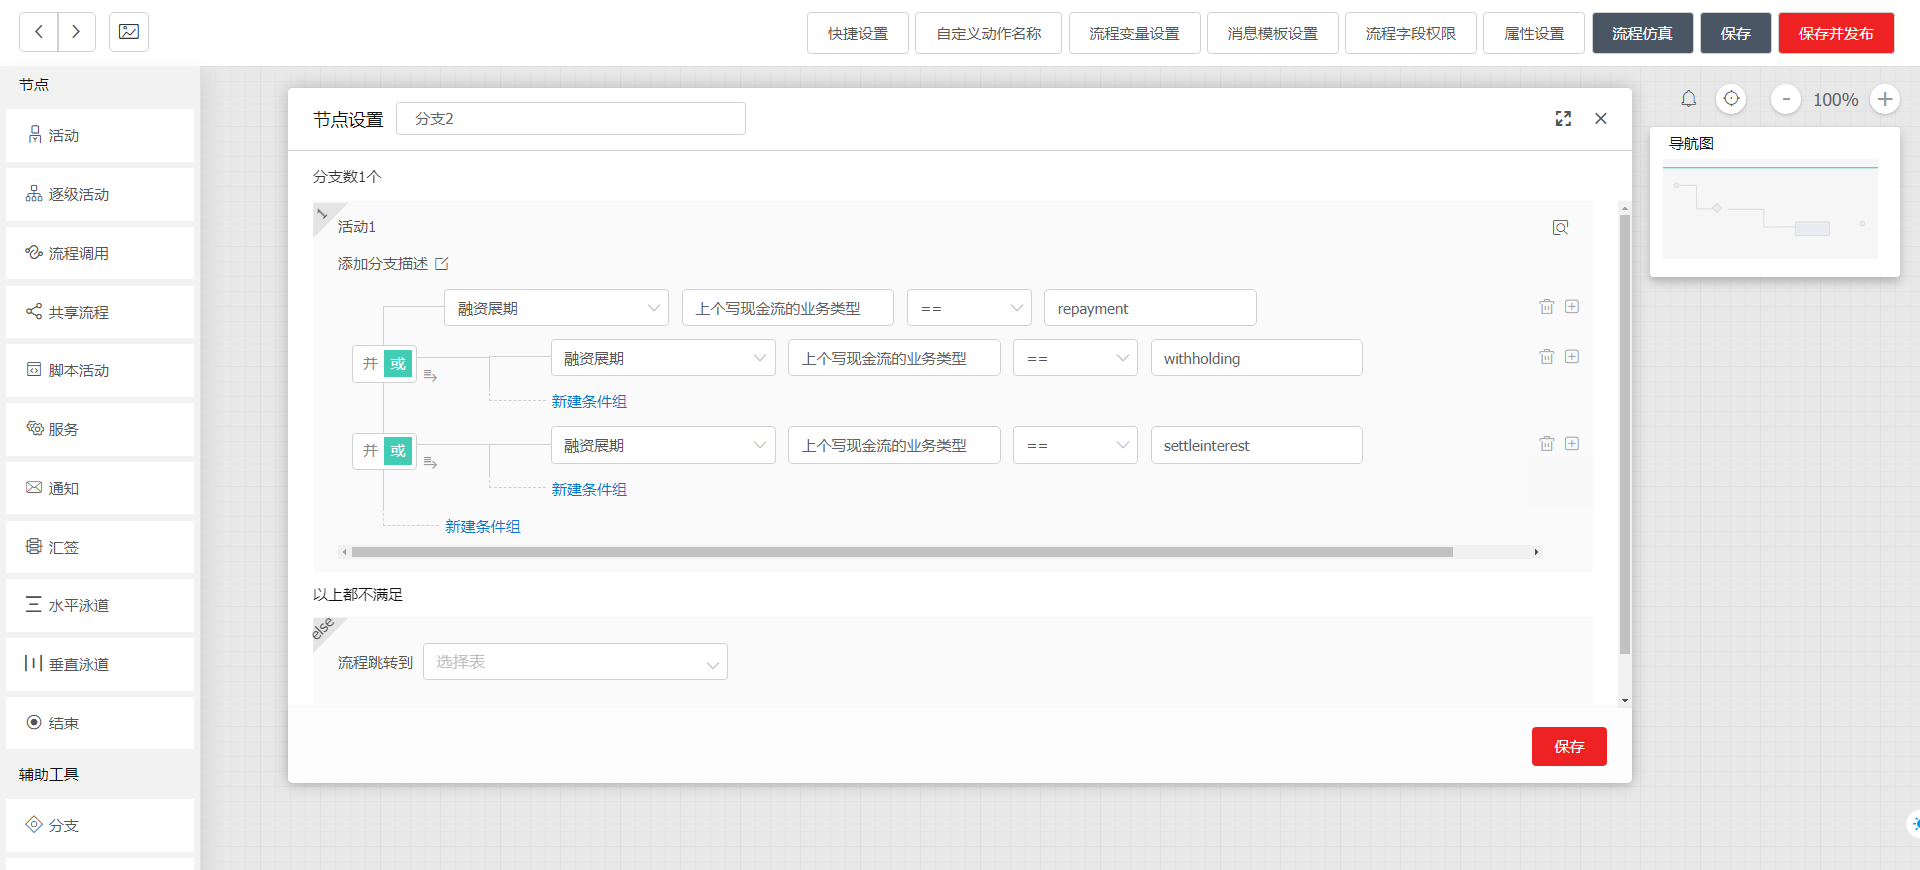 快捷设置 自定义动作名称 流程变量设置 消息模板设置 流程字段权限 属性设置 流程仿真 保存 保存并发布
节点
活动
逐级活动
流程调用
共享流程
脚本活动
服务
通知
汇签
水平泳道
垂直泳道
结束
辅助工具
分支
节点设置 分支2
分支数1个
1
活动1
添加分支描述
融资展期 上个写现金流的业务类型 == repayment
并 或 融资展期 上个写现金流的业务类型 == withholding
新建条件组
并 或 融资展期 上个写现金流的业务类型 == settleinterest
新建条件组
新建条件组
以上都不满足
else
流程跳转到 选择表
保存
- 100% +
导航图